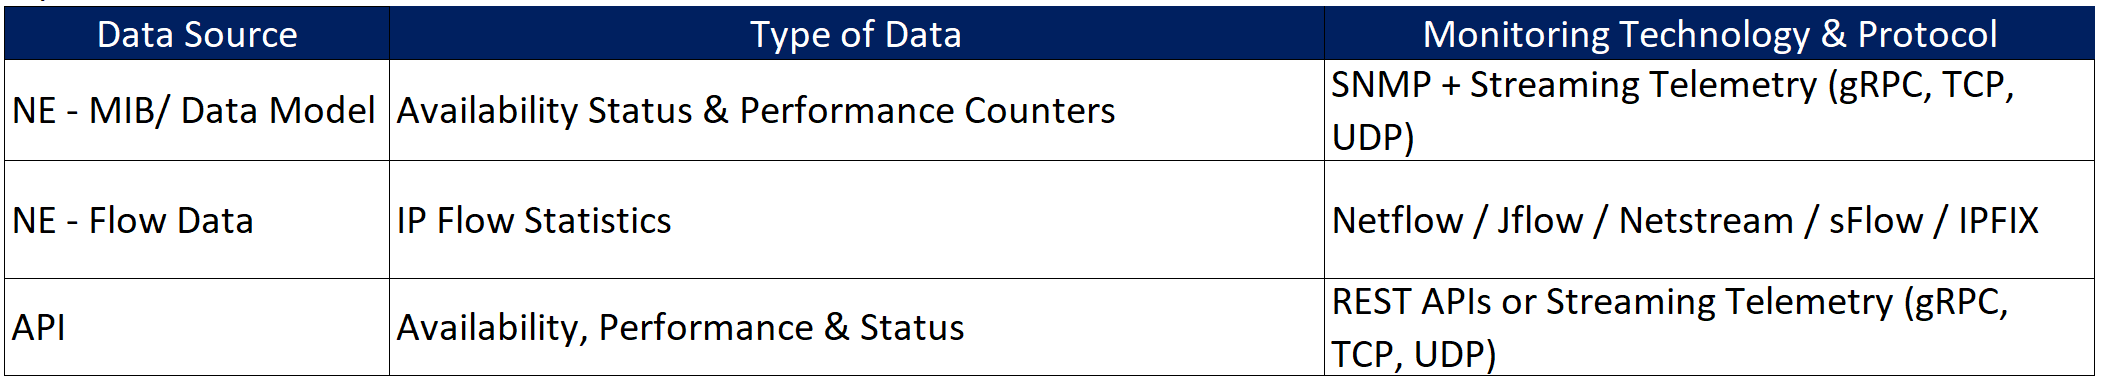 Data Source Type of Data Monitoring Technology & Protocol
NE - MIB/ Data Model Availability Status & Performance Counters SNMP + Streaming Telemetry (gRPC, TCP,
UDP)
NE - Flow Data IP Flow Statistics Netflow / Jflow / Netstream / sFlow / IPFIX
API Availability, Performance & Status REST APIs or Streaming Telemetry (gRPC,
TCP, UDP)